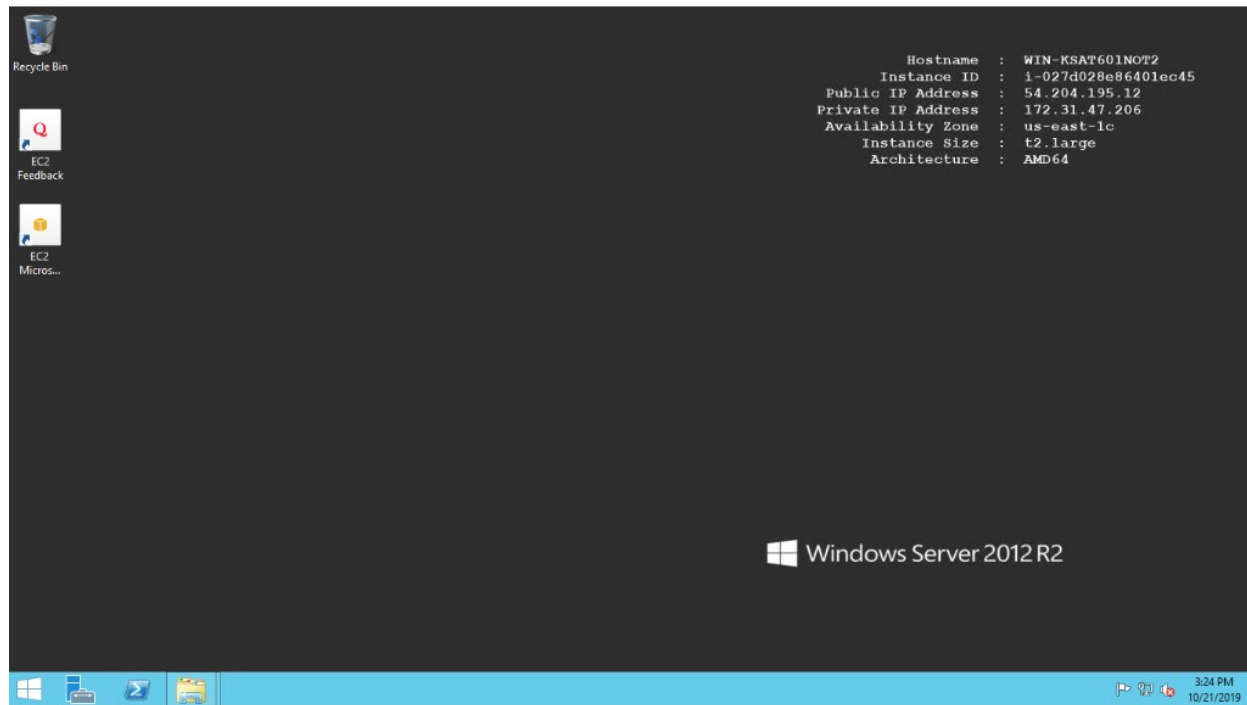 Recycle Bin
EC2
Feedback
EC2
Micros...
Hostname : WIN-KSAT601NOT2
Instance ID : i-027d028e86401ec45
Public IP Address : 54.204.195.12
Private IP Address : 172.31.47.206
Availability Zone : us-east-1c
Instance Size : t2.large
Architecture : AMD64
Windows Server 2012 R2
3:24 PM
10/21/2019